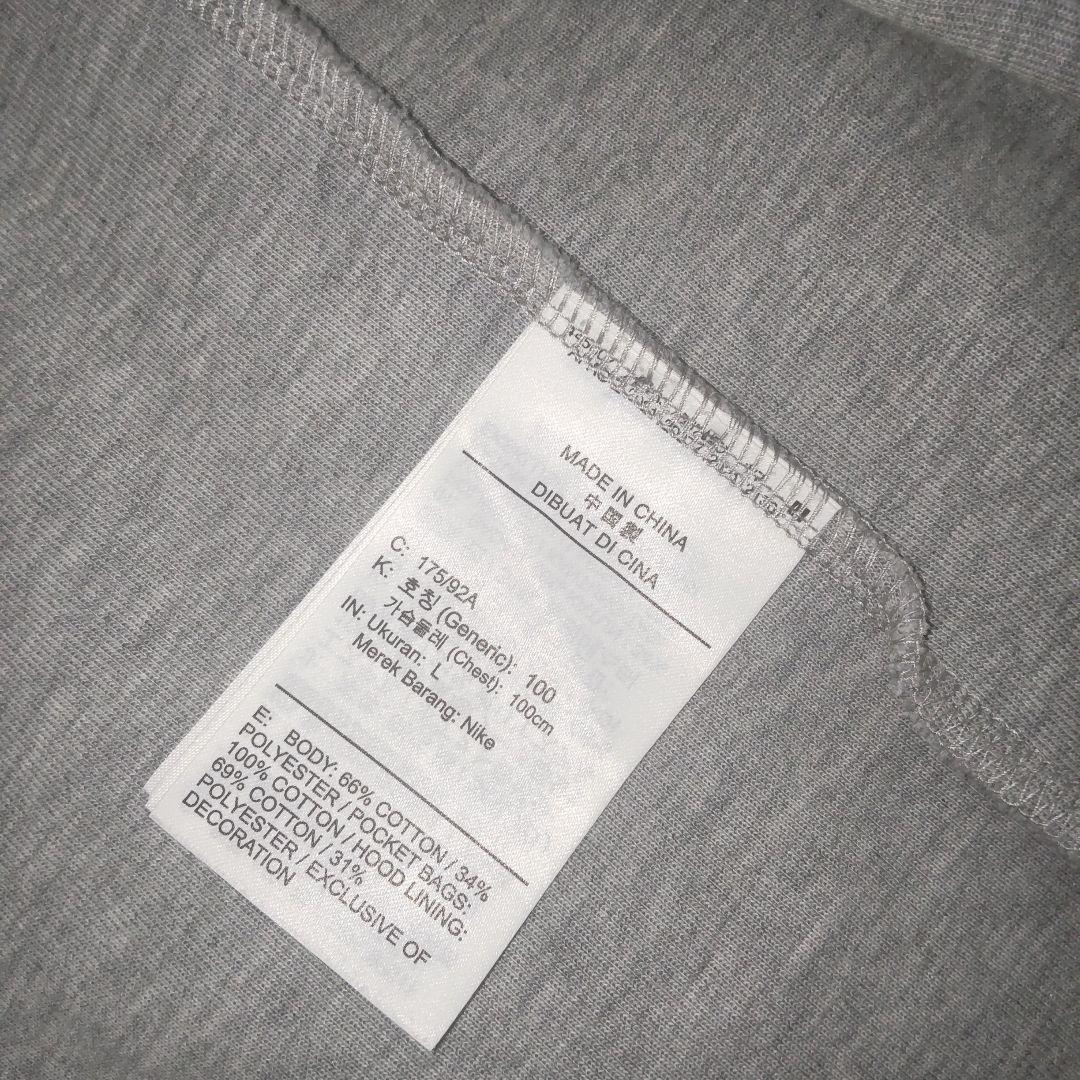 MADE IN CHINA
中国製
DIBUAT DI CINA
C: 175/92A
K: 호칭 (Generic): 100
가슴둘레 (Chest): 100cm
IN: Ukuran: L
Merek Barang: Nike
E: BODY: 66% COTTON / 34%
POLYESTER / POCKET BAGS:
100% COTTON / HOOD LINING:
69% COTTON / 31%
POLYESTER / EXCLUSIVE OF
DECORATION